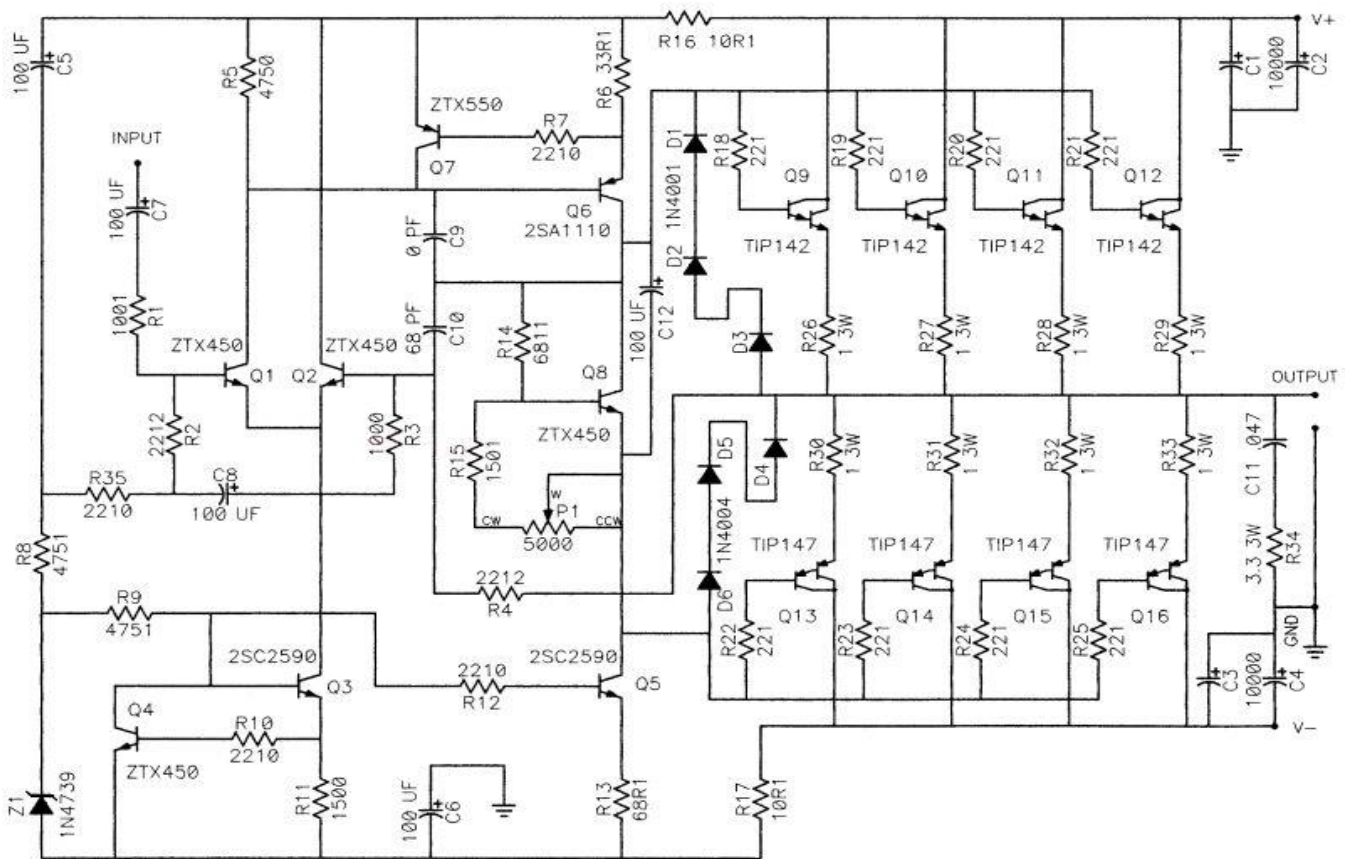 V+
R16 10R1
100 UF
C5
R5
4750
R6 33R1
C1
10000
C2
ZTX550
R7
2210
Q7
INPUT
100 UF
C7
D1
1N4001
D2
R18
221
R19
221
R20
221
R21
221
Q9
Q10
Q11
Q12
TIP142
TIP142
TIP142
TIP142
Q6
2SA1110
0 PF
C9
68 PF
C10
R14
6811
100 UF
C12
1001
R1
ZTX450
ZTX450
Q1
Q2
Q8
ZTX450
D3
R26
1 3W
R27
1 3W
R28
1 3W
R29
1 3W
OUTPUT
2212
R2
1000
R3
R15
1501
D5
D4
R30
1 3W
R31
1 3W
R32
1 3W
R33
1 3W
C11 .047
R35
2210
C8
100 UF
W
P1
CW
CCW
5000
1N4004
D6
TIP147
TIP147
TIP147
TIP147
3.3 3W
R34
R8
4751
R9
4751
2212
R4
Q13
Q14
Q15
Q16
R22
221
R23
221
R24
221
R25
221
GND
2SC2590
Q3
2210
R12
2SC2590
Q5
C3
10000
C4
Q4
R10
2210
ZTX450
V-
Z1
1N4739
R11
1500
100 UF
C6
R13
68R1
R17
10R1